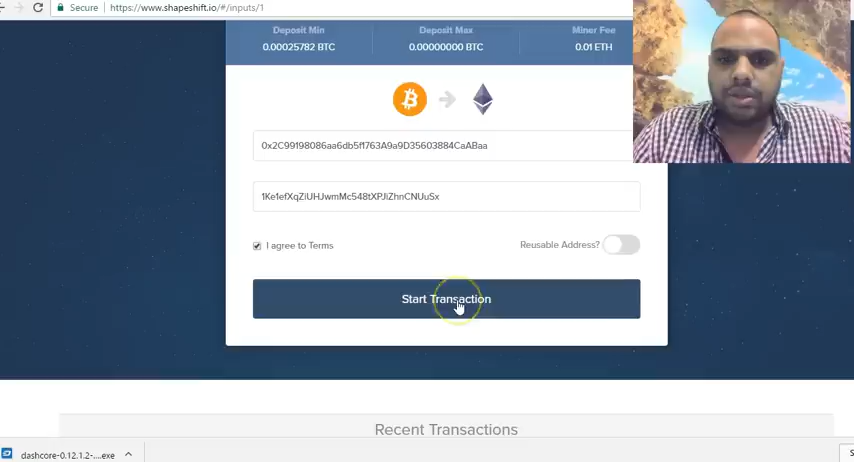 Secure https://www.shapeshift.io/#/inputs/1
Deposit Min Deposit Max Miner Fee
0.00025782 BTC 0.00000000 BTC 0.01 ETH
0x2C99198086aa6db5f1763A9a9D35603884CaABaa
1Ke1efXqZiUHJwmMc548tXPJiZhnCNUuSx
I agree to Terms Reusable Address?
Start Transaction
Recent Transactions
dashcore-0.12.1.2-....exe S